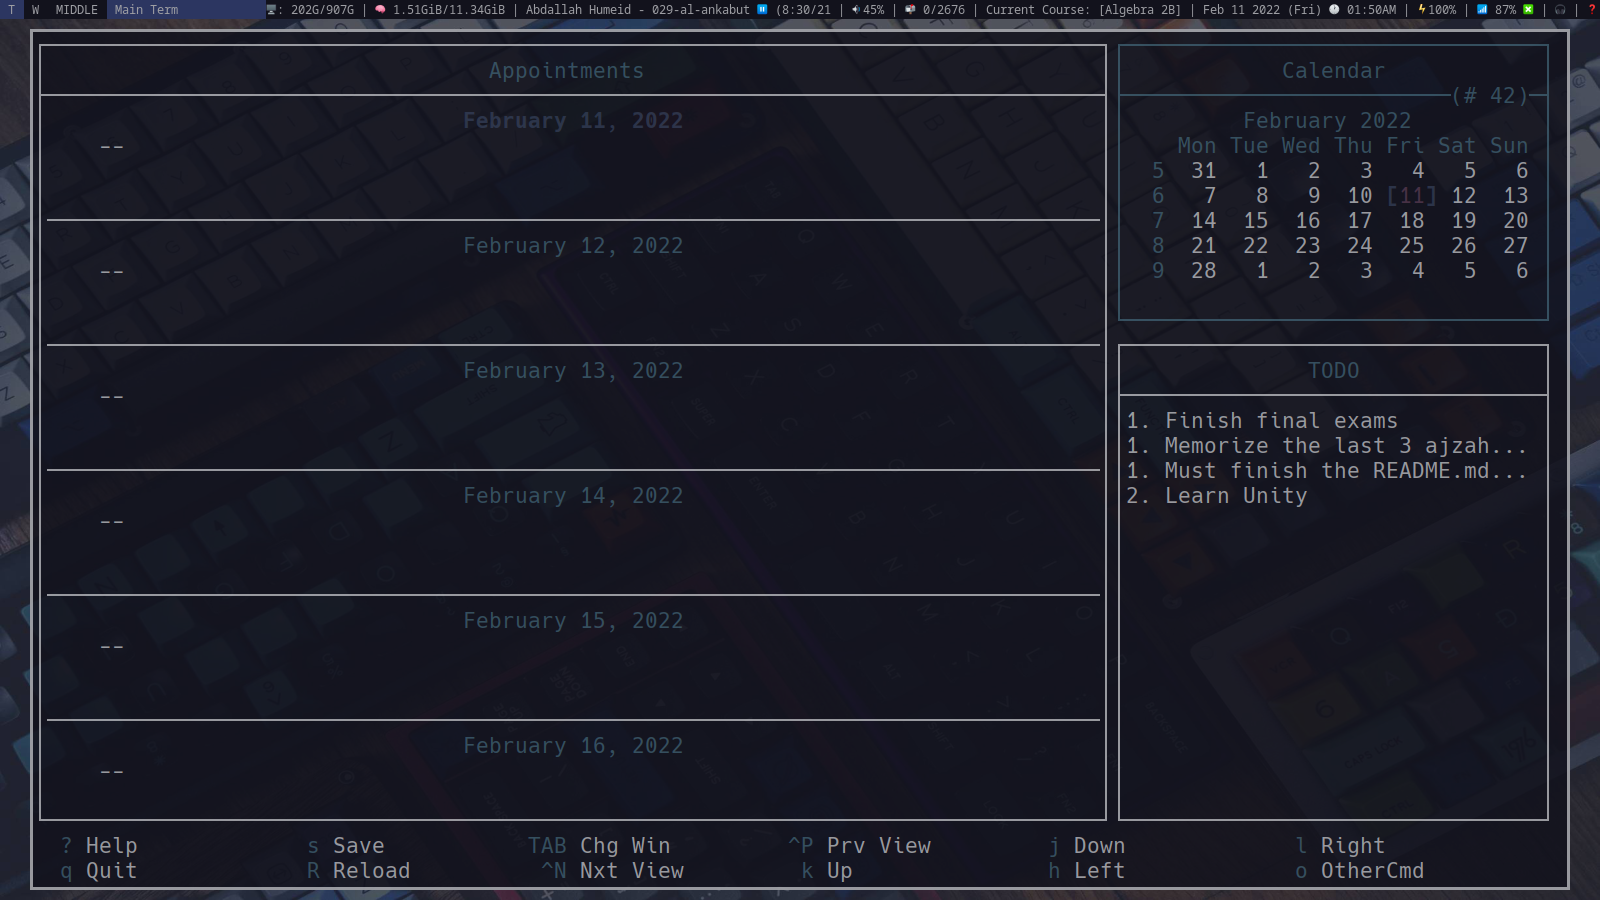 T W MIDDLE Main Term : 202G/907G | 1.51GiB/11.34GiB | Abdallah Humeid - 029-al-ankabut (8:30/21 | 45% | 0/2676 | Current Course: [Algebra 2B] | Feb 11 2022 (Fri) 01:50AM | 100% | 87% | | ?
Appointments
February 11, 2022
--
February 12, 2022
--
February 13, 2022
--
February 14, 2022
--
February 15, 2022
--
February 16, 2022
--
Calendar
(# 42)
February 2022
Mon Tue Wed Thu Fri Sat Sun
5 31 1 2 3 4 5 6
6 7 8 9 10 [11] 12 13
7 14 15 16 17 18 19 20
8 21 22 23 24 25 26 27
9 28 1 2 3 4 5 6
TODO
1. Finish final exams
1. Memorize the last 3 ajzah...
1. Must finish the README.md...
2. Learn Unity
? Help s Save TAB Chg Win ^P Prv View j Down l Right
q Quit R Reload ^N Nxt View k Up h Left o OtherCmd